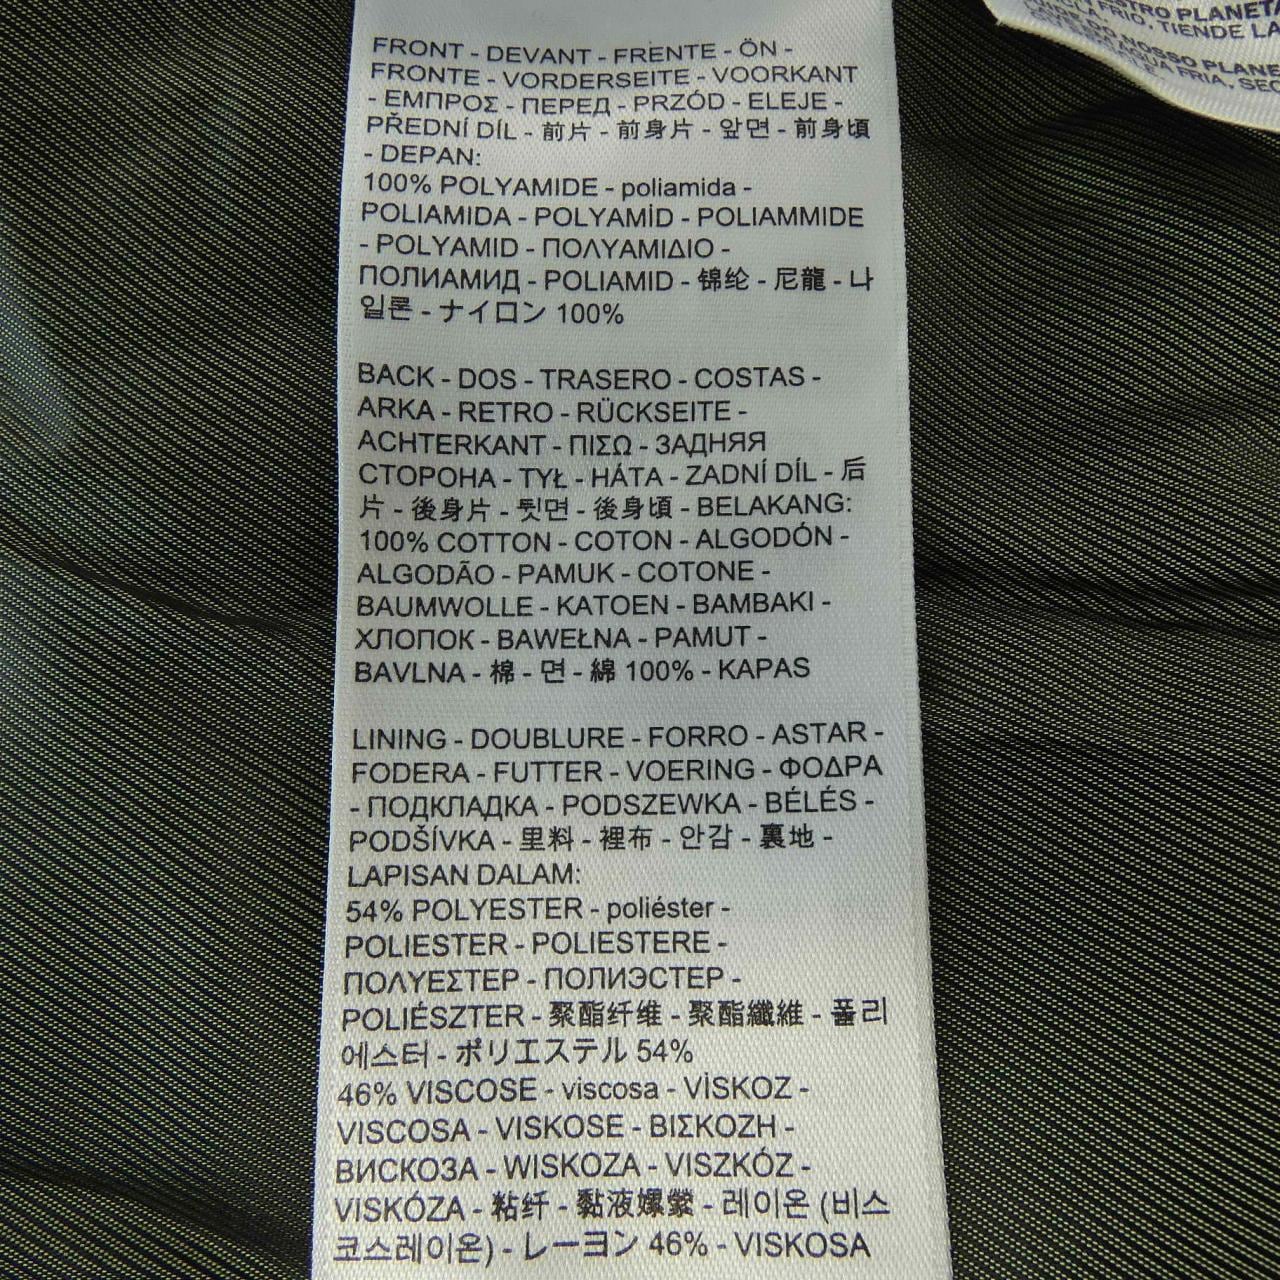 FRONT - DEVANT - FRENTE - ÖN -
FRONTE - VORDERSEITE - VOORKANT
- ΕΜΠΡΟΣ - ПЕРЕД - PRZÓD - ELEJE -
PŘEDNÍ DÍL - 前片 - 前身片 - 앞면 - 前身頃
- DEPAN:
100% POLYAMIDE - poliamida -
POLIAMIDA - POLYAMİD - POLIAMMIDE
- POLYAMID - ΠΟΛΥΑΜΙΔΙΟ -
ПОЛИАМИД - POLIAMID - 锦纶 - 尼龍 - 나
일론 - ナイロン 100%
BACK - DOS - TRASERO - COSTAS -
ARKA - RETRO - RÜCKSEITE -
ACHTERKANT - ΠΙΣΩ - ЗАДНЯЯ
СТОРОНА - TYŁ - HÁTA - ZADNÍ DÍL - 后
片 - 後身片 - 뒷면 - 後身頃 - BELAKANG:
100% COTTON - COTON - ALGODÓN -
ALGODÃO - PAMUK - COTONE -
BAUMWOLLE - KATOEN - BAMBAKI -
ХЛОПОК - BAWEŁNA - PAMUT -
BAVLNA - 棉 - 면 - 綿 100% - KAPAS
LINING - DOUBLURE - FORRO - ASTAR -
FODERA - FUTTER - VOERING - ΦΟΔΡΑ
- ПОДКЛАДКА - PODSZEWKA - BÉLÉS -
PODŠÍVKA - 里料 - 裡布 - 안감 - 裏地 -
LAPISAN DALAM:
54% POLYESTER - poliéster -
POLIESTER - POLIESTERE -
ΠΟΛΥΕΣΤΕΡ - ПОЛИЭСТЕР -
POLIÉSZTER - 聚酯纤维 - 聚酯纖維 - 폴리
에스터 - ポリエステル 54%
46% VISCOSE - viscosa - VİSKOZ -
VISCOSA - VISKOSE - ΒΙΣΚΟΖΗ -
ВИСКОЗА - WISKOZA - VISZKÓZ -
VISKÓZA - 粘纤 - 黏液嫘縈 - 레이온 (비스
코스레이온) - レーヨン 46% - VISKOSA
STRO PLANETA
FRIO, TIENDE LA
NOSSO PLANE
FRIA, SEC